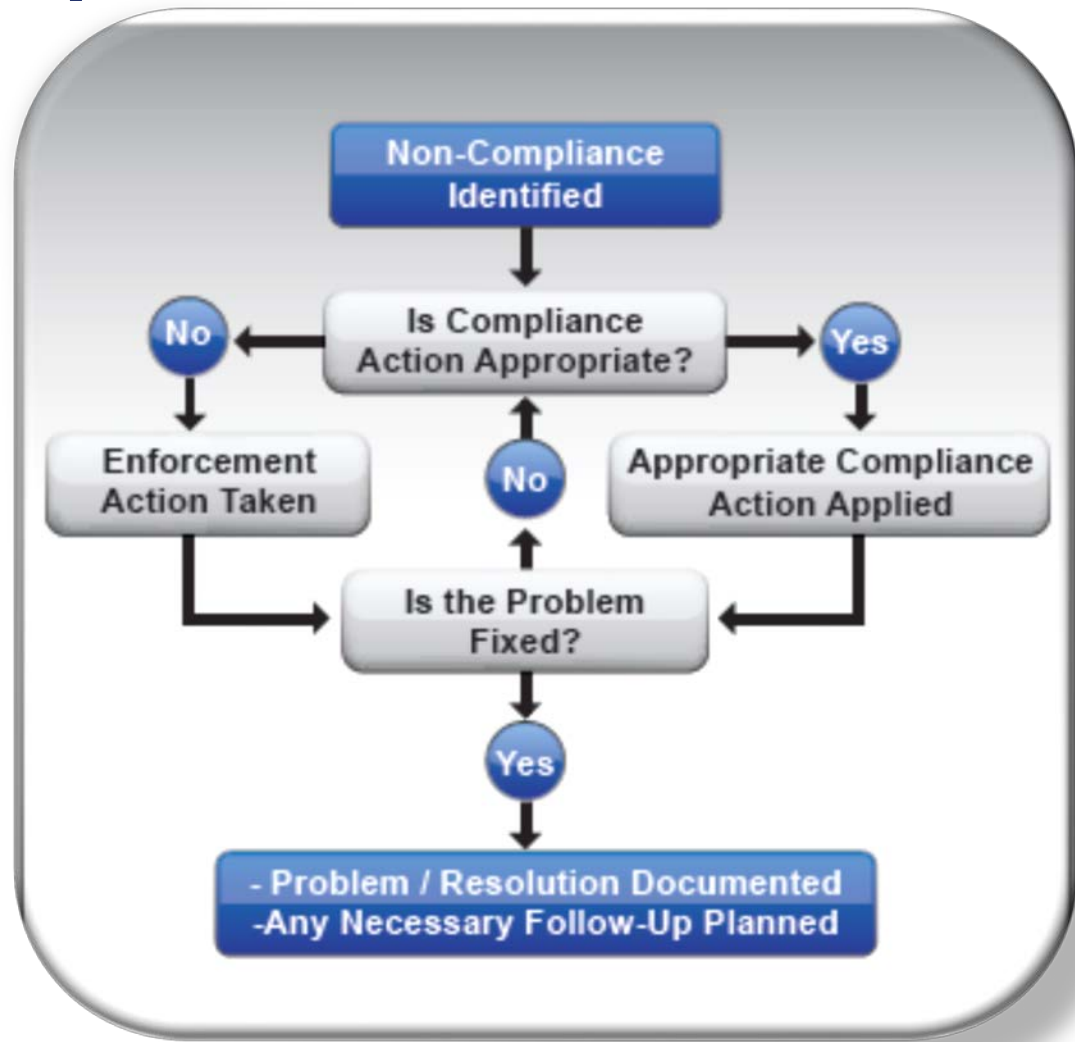 Non-Compliance
Identified
Is Compliance
Action Appropriate?
No
Yes
Enforcement
Action Taken
No
Appropriate Compliance
Action Applied
Is the Problem
Fixed?
Yes
- Problem / Resolution Documented
-Any Necessary Follow-Up Planned